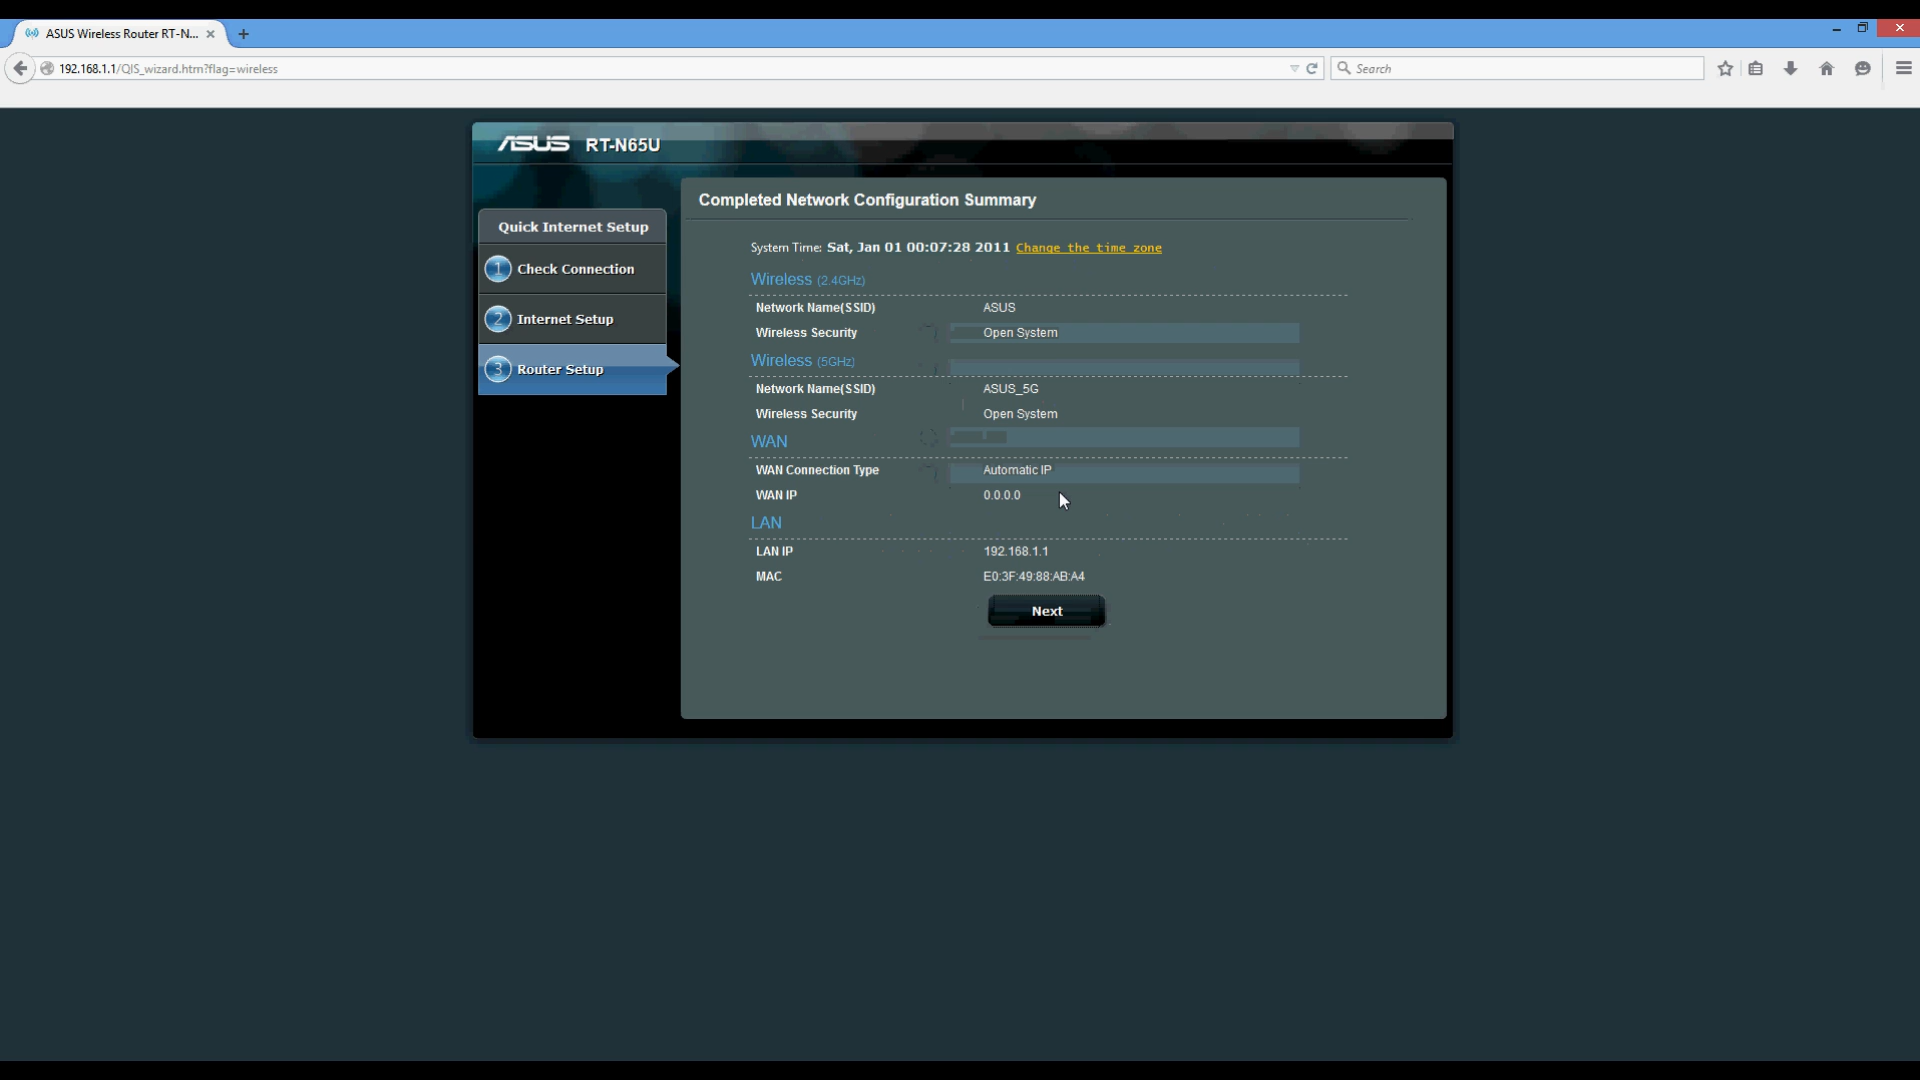 ASUS Wireless Router RT-N...
192.168.1.1/QIS_wizard.htm?flag=wireless
Search
ASUS RT-N65U
Quick Internet Setup
1 Check Connection
2 Internet Setup
3 Router Setup
Completed Network Configuration Summary
System Time: Sat, Jan 01 00:07:28 2011 Change the time zone
Wireless (2.4GHz)
Network Name(SSID) ASUS
Wireless Security Open System
Wireless (5GHz)
Network Name(SSID) ASUS_5G
Wireless Security Open System
WAN
WAN Connection Type Automatic IP
WAN IP 0.0.0.0
LAN
LAN IP 192.168.1.1
MAC E0:3F:49:88:AB:A4
Next